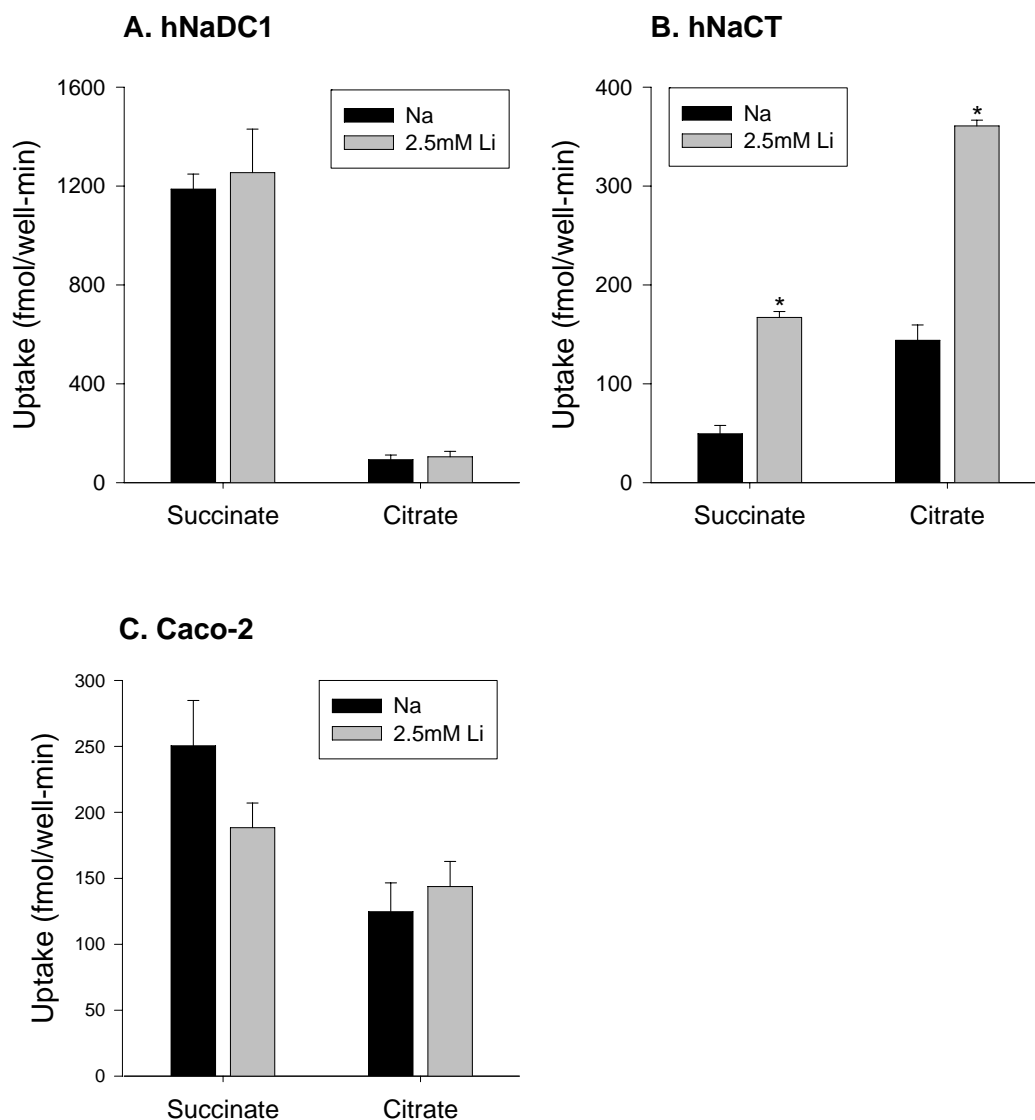 A. hNaDC1
Uptake (fmol/well-min)
1600
1200
800
400
0
Na
2.5mM Li
Succinate
Citrate
B. hNaCT
Uptake (fmol/well-min)
400
300
200
100
0
Na
2.5mM Li
*
*
Succinate
Citrate
C. Caco-2
Uptake (fmol/well-min)
300
250
200
150
100
50
0
Na
2.5mM Li
Succinate
Citrate